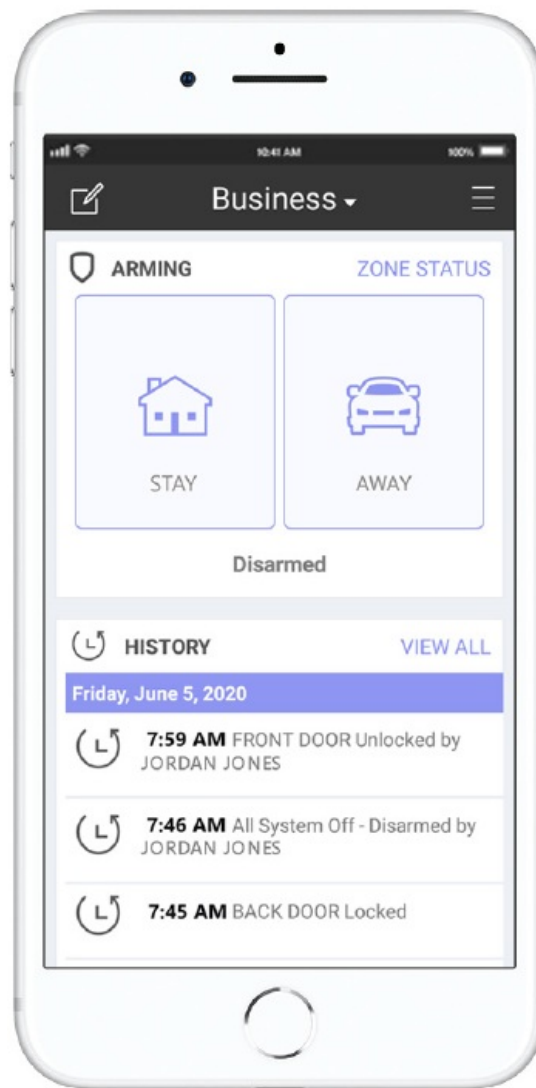 10:41 AM 100%
Business
ARMING ZONE STATUS
STAY AWAY
Disarmed
HISTORY VIEW ALL
Friday, June 5, 2020
7:59 AM FRONT DOOR Unlocked by
JORDAN JONES
7:46 AM All System Off - Disarmed by
JORDAN JONES
7:45 AM BACK DOOR Locked